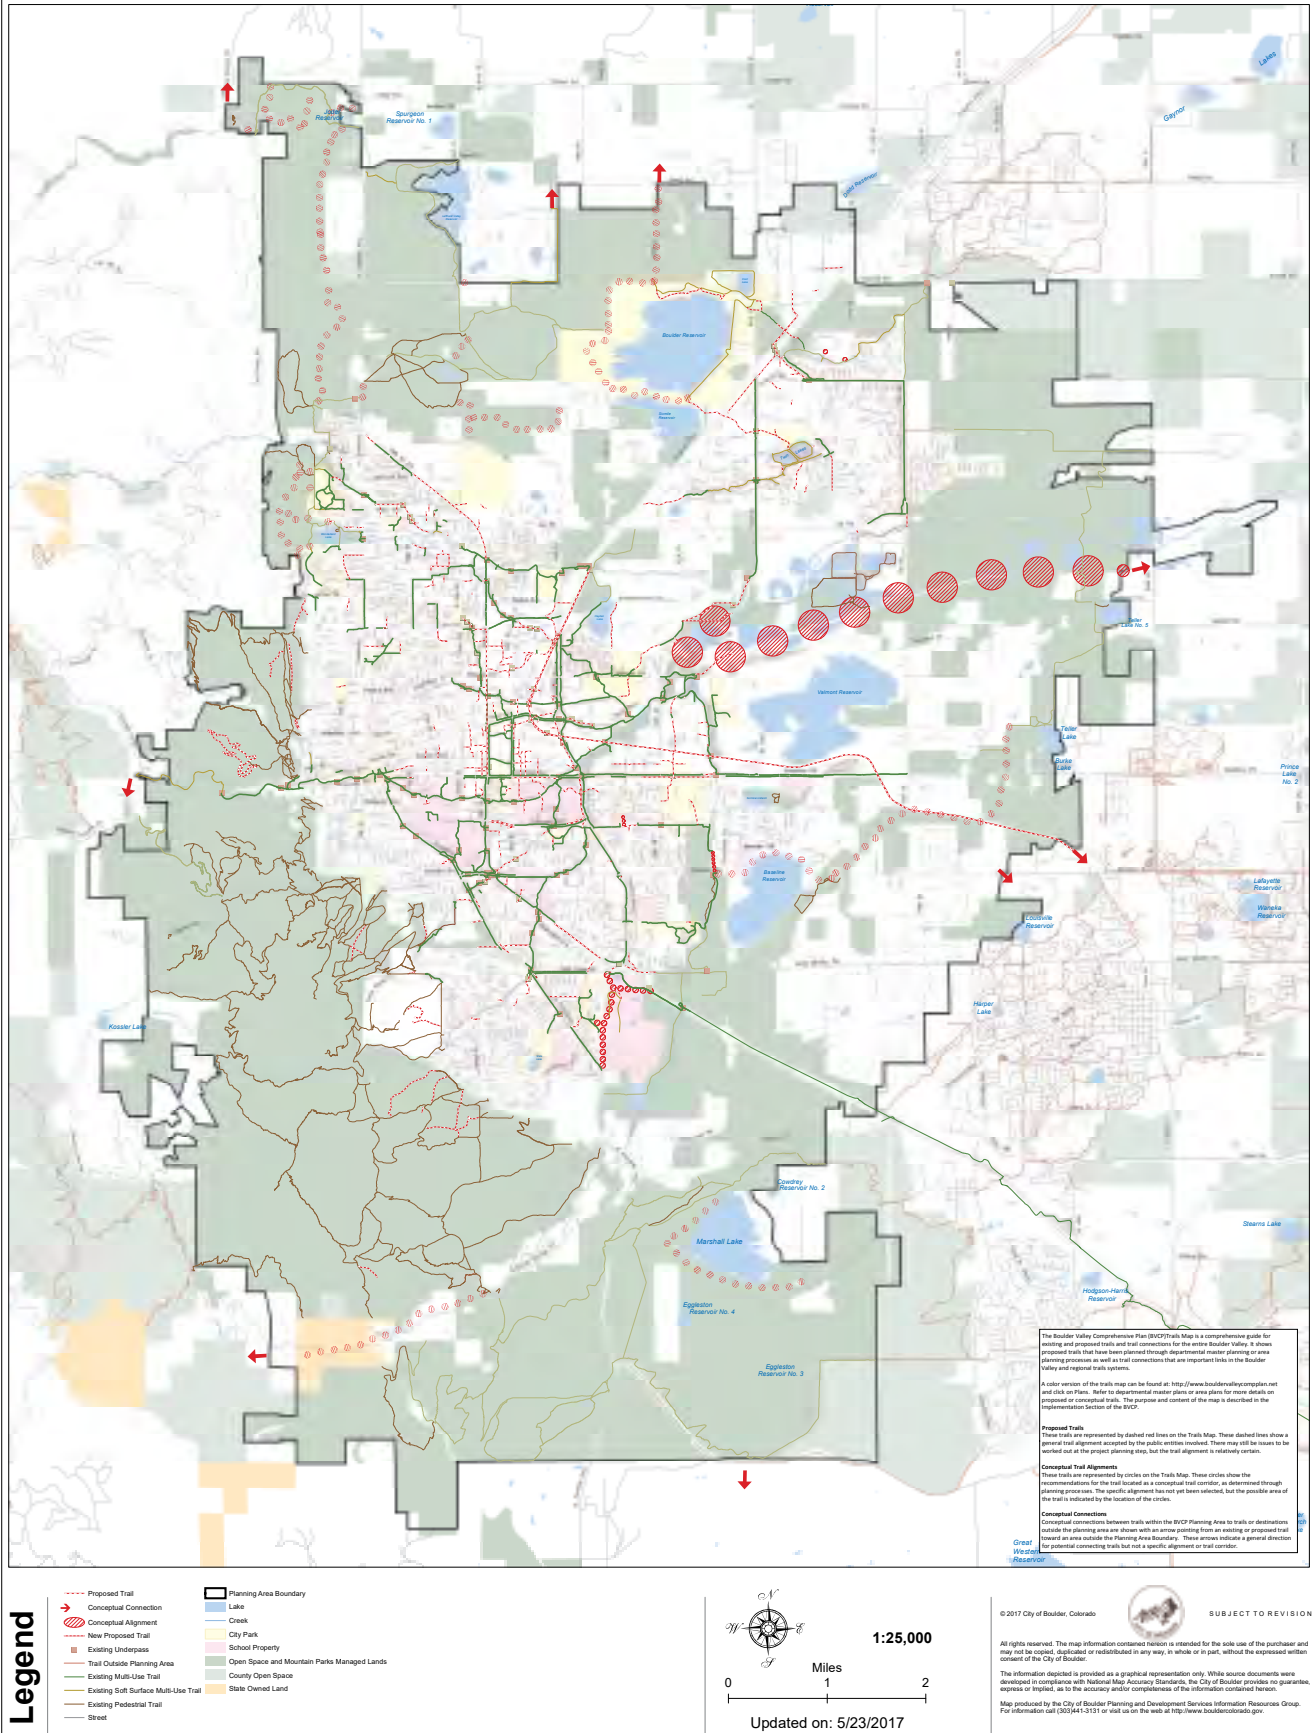 Lakes
Gaynor
Spurgeon
Reservoir No. 1
Reservoir
Boulder Reservoir
Valmont Reservoir
Teller
Lake No. 5
Teller
Lake
Burke
Lake
Prince
Lake
No. 2
Baseline
Reservoir
Lafayette
Reservoir
Waneka
Reservoir
Louisville
Reservoir
Harper
Lake
Kossler Lake
Cowdrey
Reservoir No. 2
Marshall Lake
Stearns Lake
Hodgson-Harris
Reservoir
Eggleston
Reservoir No. 4
Eggleston
Reservoir No. 3
Great
Western
Reservoir
The Boulder Valley Comprehensive Plan (BVCP)Trails Map is a comprehensive guide for
existing and proposed trails and trail connections for the entire Boulder Valley. It shows
proposed trails that have been planned through departmental master planning or area
planning processes as well as trail connections that are important links in the Boulder
Valley and regional trails systems.
A color version of the trails map can be found at: http://www.bouldervalleycompplan.net
and click on Plans. Refer to departmental master plans or area plans for more details on
proposed or conceptual trails. The purpose and content of the map is described in the
Implementation Section of the BVCP.
Proposed Trails
These trails are represented by dashed red lines on the Trails Map. These dashed lines show a
general trail alignment accepted by the public entities involved. There may still be issues to be
worked out at the project planning step, but the trail alignment is relatively certain.
Conceptual Trail Alignments
These trails are represented by circles on the Trails Map. These circles show the
recommendations for the trail located as a conceptual trail corridor, as determined through
planning processes. The specific alignment has not yet been selected, but the possible area of
the trail is indicated by the location of the circles.
Conceptual Connections
Conceptual connections between trails within the BVCP Planning Area to trails or destinations
outside the planning area are shown with an arrow pointing from an existing or proposed trail
toward an area outside the Planning Area Boundary. These arrows indicate a general direction
for potential connecting trails but not a specific alignment or trail corridor.
Legend
Proposed Trail
Conceptual Connection
Conceptual Alignment
New Proposed Trail
Existing Underpass
Trail Outside Planning Area
Existing Multi-Use Trail
Existing Soft Surface Multi-Use Trail
Existing Pedestrial Trail
Street
Planning Area Boundary
Lake
Creek
City Park
School Property
Open Space and Mountain Parks Managed Lands
County Open Space
State Owned Land
N
W E
S
1:25,000
Miles
0 1 2
Updated on: 5/23/2017
© 2017 City of Boulder, Colorado
SUBJECT TO REVISION
All rights reserved. The map information contained hereon is intended for the sole use of the purchaser and
may not be copied, duplicated or redistributed in any way, in whole or in part, without the expressed written
consent of the City of Boulder.
The information depicted is provided as a graphical representation only. While source documents were
developed in compliance with National Map Accuracy Standards, the City of Boulder provides no guarantee,
express or implied, as to the accuracy and/or completeness of the information contained hereon.
Map produced by the City of Boulder Planning and Development Services Information Resources Group.
For information call (303)441-3131 or visit us on the web at http://www.bouldercolorado.gov.